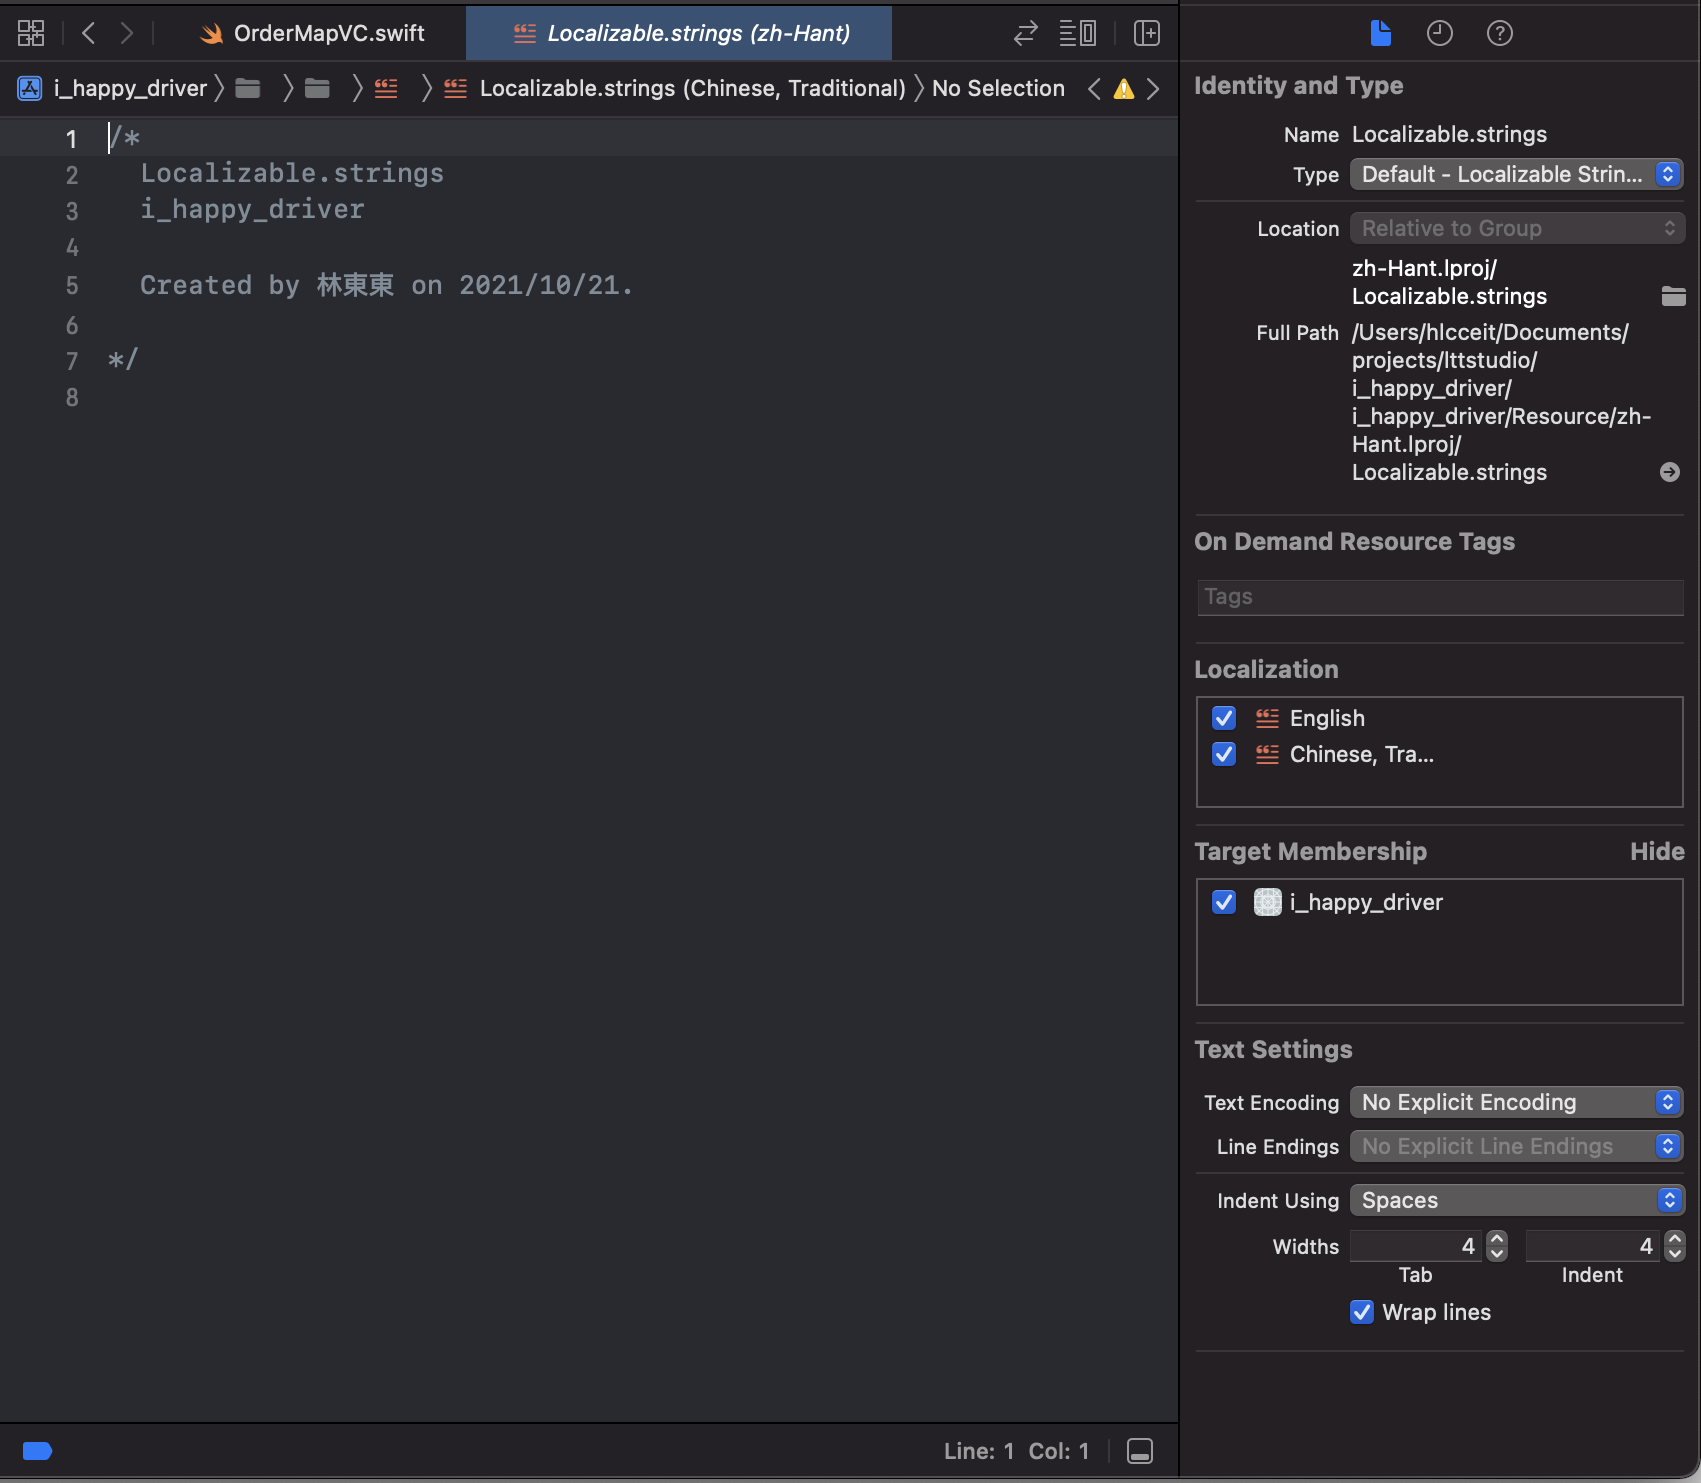 OrderMapVC.swift
Localizable.strings (zh-Hant)
i_happy_driver
Localizable.strings (Chinese, Traditional)
No Selection
1 /*
2 Localizable.strings
3 i_happy_driver
4
5 Created by 林東東 on 2021/10/21.
6
7 */
8
Line: 1 Col: 1
Identity and Type
Name Localizable.strings
Type Default - Localizable Strin...
Location Relative to Group
zh-Hant.lproj/
Localizable.strings
Full Path /Users/hlcceit/Documents/
projects/lttstudio/
i_happy_driver/
i_happy_driver/Resource/zh-
Hant.lproj/
Localizable.strings
On Demand Resource Tags
Tags
Localization
English
Chinese, Tra...
Target Membership Hide
i_happy_driver
Text Settings
Text Encoding No Explicit Encoding
Line Endings No Explicit Line Endings
Indent Using Spaces
Widths 4 4
Tab Indent
Wrap lines